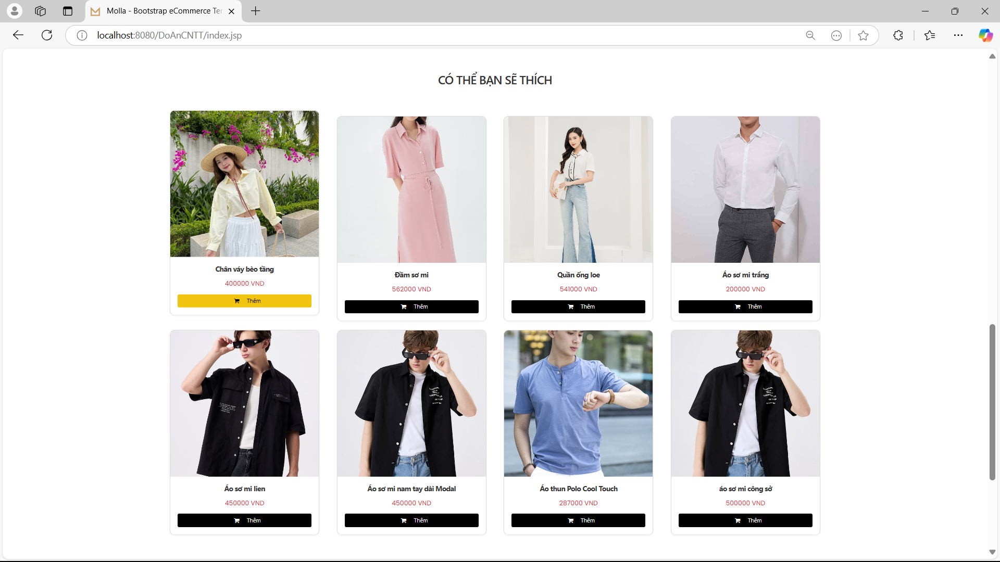 Molla - Bootstrap eCommerce Ter
localhost:8080/DoAnCNTT/index.jsp
CÓ THỂ BẠN SẼ THÍCH
Chân váy bèo tầng
400000 VND
Thêm
Đầm sơ mi
562000 VND
Thêm
Quần ống loe
541000 VND
Thêm
Áo sơ mi trắng
200000 VND
Thêm
Áo sơ mi lien
450000 VND
Thêm
Áo sơ mi nam tay dài Modal
450000 VND
Thêm
Áo thun Polo Cool Touch
287000 VND
Thêm
áo sơ mi công sở
500000 VND
Thêm